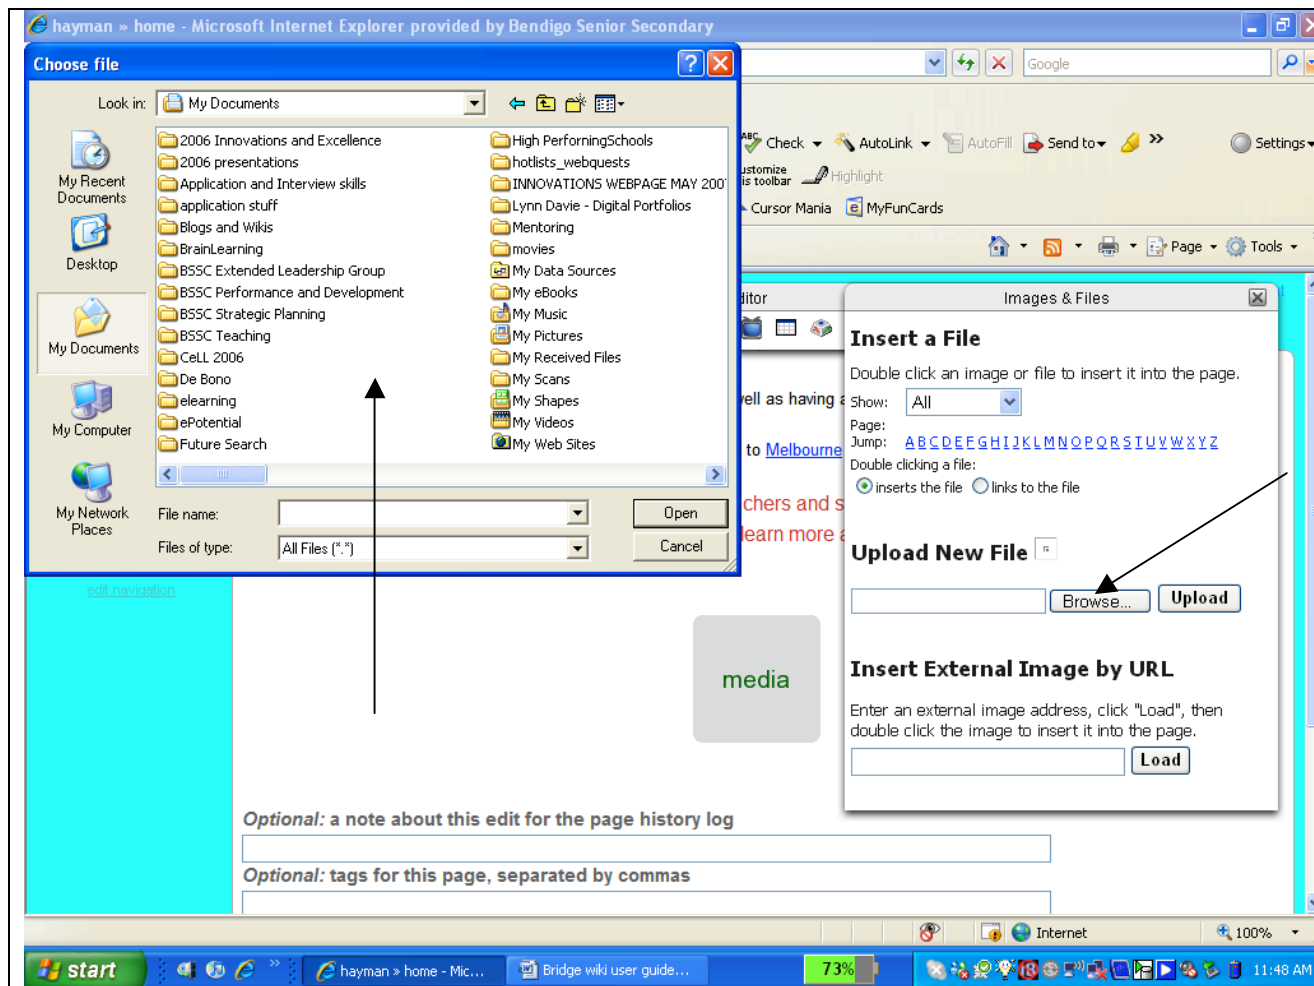 hayman » home - Microsoft Internet Explorer provided by Bendigo Senior Secondary
Choose file
Look in:
My Documents
My Recent Documents
Desktop
My Documents
My Computer
My Network Places
2006 Innovations and Excellence
2006 presentations
Application and Interview skills
application stuff
Blogs and Wikis
BrainLearning
BSSC Extended Leadership Group
BSSC Performance and Development
BSSC Strategic Planning
BSSC Teaching
CeLL 2006
De Bono
elearning
ePotential
Future Search
High PerforningSchools
hotlists_webquests
INNOVATIONS WEBPAGE MAY 200
Lynn Davie - Digital Portfolios
Mentoring
movies
My Data Sources
My eBooks
My Music
My Pictures
My Received Files
My Scans
My Shapes
My Videos
My Web Sites
File name:
Open
Files of type:
All Files (*.*)
Cancel
Google
ABC Check
AutoLink
AutoFill
Send to
»
Settings
ustomize
is toolbar
Highlight
Cursor Mania
MyFunCards
Page
Tools
ditor
vell as having a
to Melbourne
chers and s
learn more a
edit navigation
media
Images & Files
Insert a File
Double click an image or file to insert it into the page.
Show: All
Page:
Jump: A B C D E F G H I J K L M N O P Q R S T U V W X Y Z
Double clicking a file:
inserts the file links to the file
Upload New File
Browse... Upload
Insert External Image by URL
Enter an external image address, click "Load", then
double click the image to insert it into the page.
Load
Optional: a note about this edit for the page history log
Optional: tags for this page, separated by commas
Internet
100%
start
»
hayman » home - Mic...
Bridge wiki user guide...
73%
11:48 AM